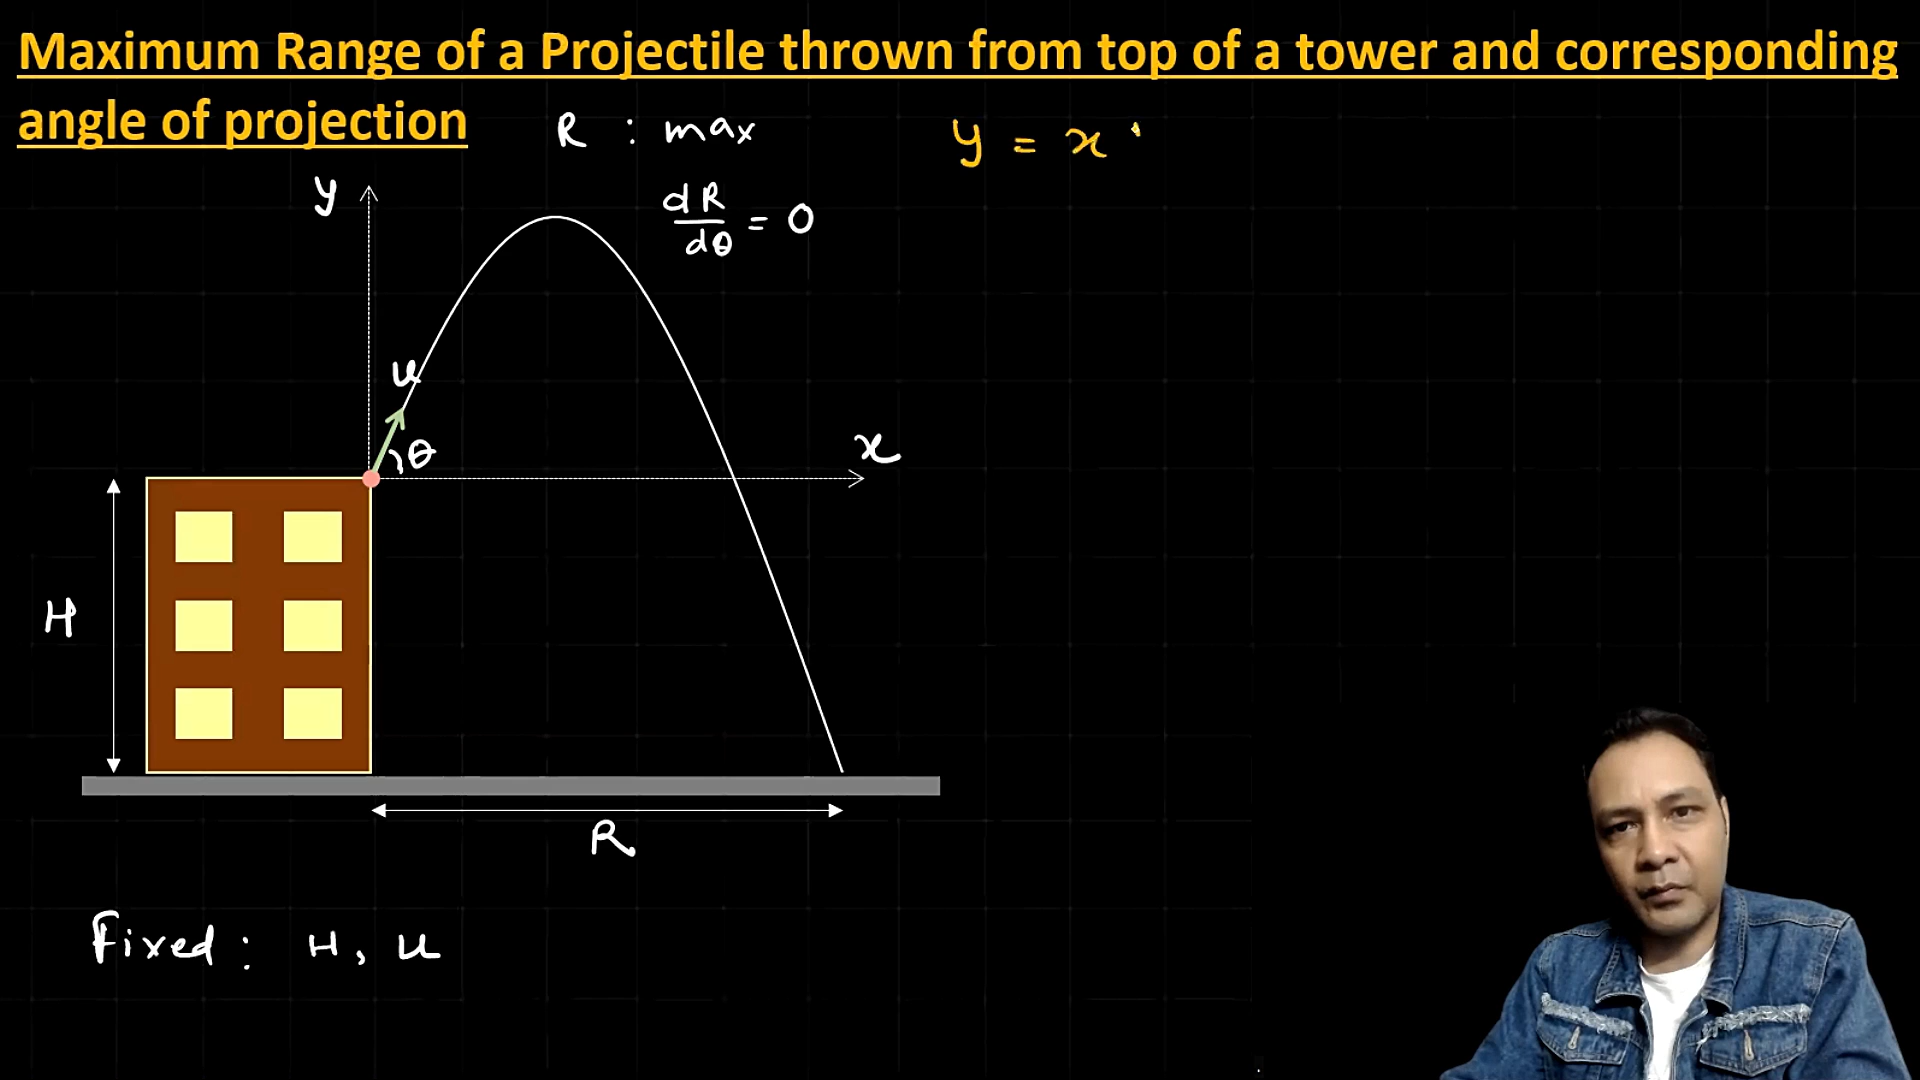 Maximum Range of a Projectile thrown from top of a tower and corresponding
angle of projection
R : max
y = x
dR/dθ = 0
y
u
θ
x
H
R
Fixed: H, u